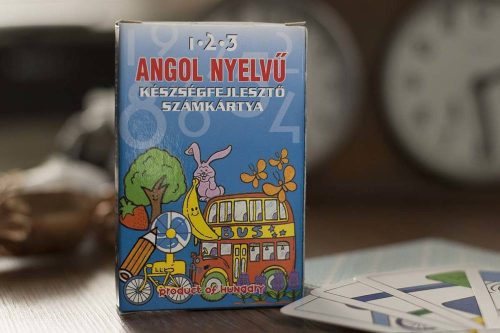 1•2•3
ANGOL NYELVŰ
KÉSZSÉGFEJLESZTŐ
SZÁMKÁRTYA
BUS
product of Hungary